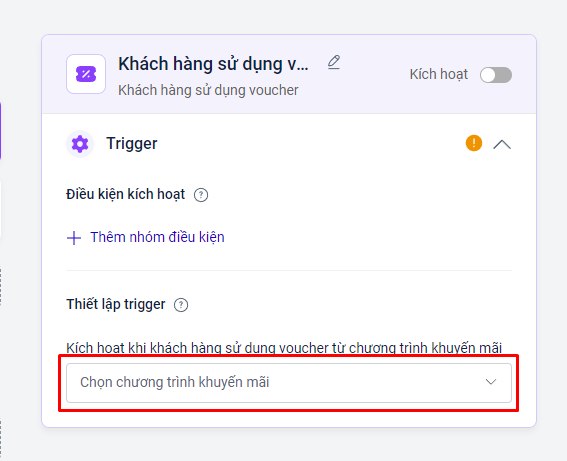 Khách hàng sử dụng v...
Kích hoạt
Khách hàng sử dụng voucher
Trigger
Điều kiện kích hoạt
Thêm nhóm điều kiện
Thiết lập trigger
Kích hoạt khi khách hàng sử dụng voucher từ chương trình khuyến mãi
Chọn chương trình khuyến mãi